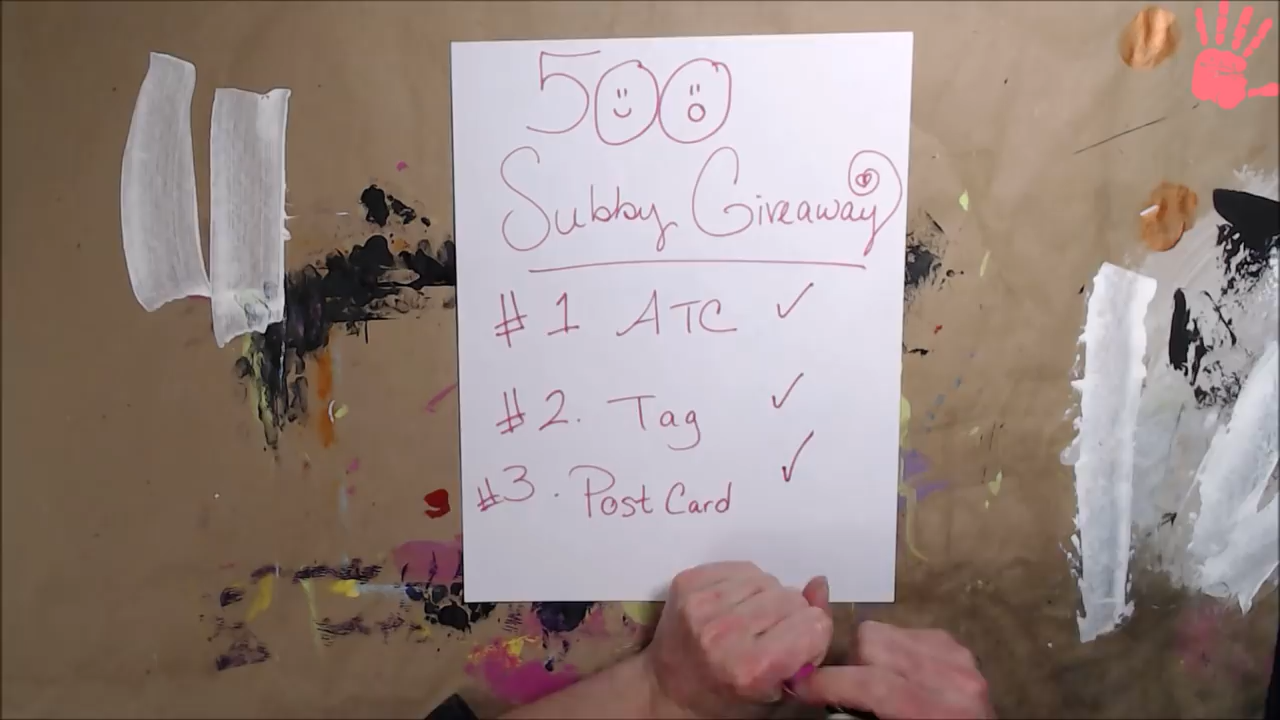 500
Subby Giveaway
#1 ATC ✓
#2. Tag ✓
#3. Post Card ✓